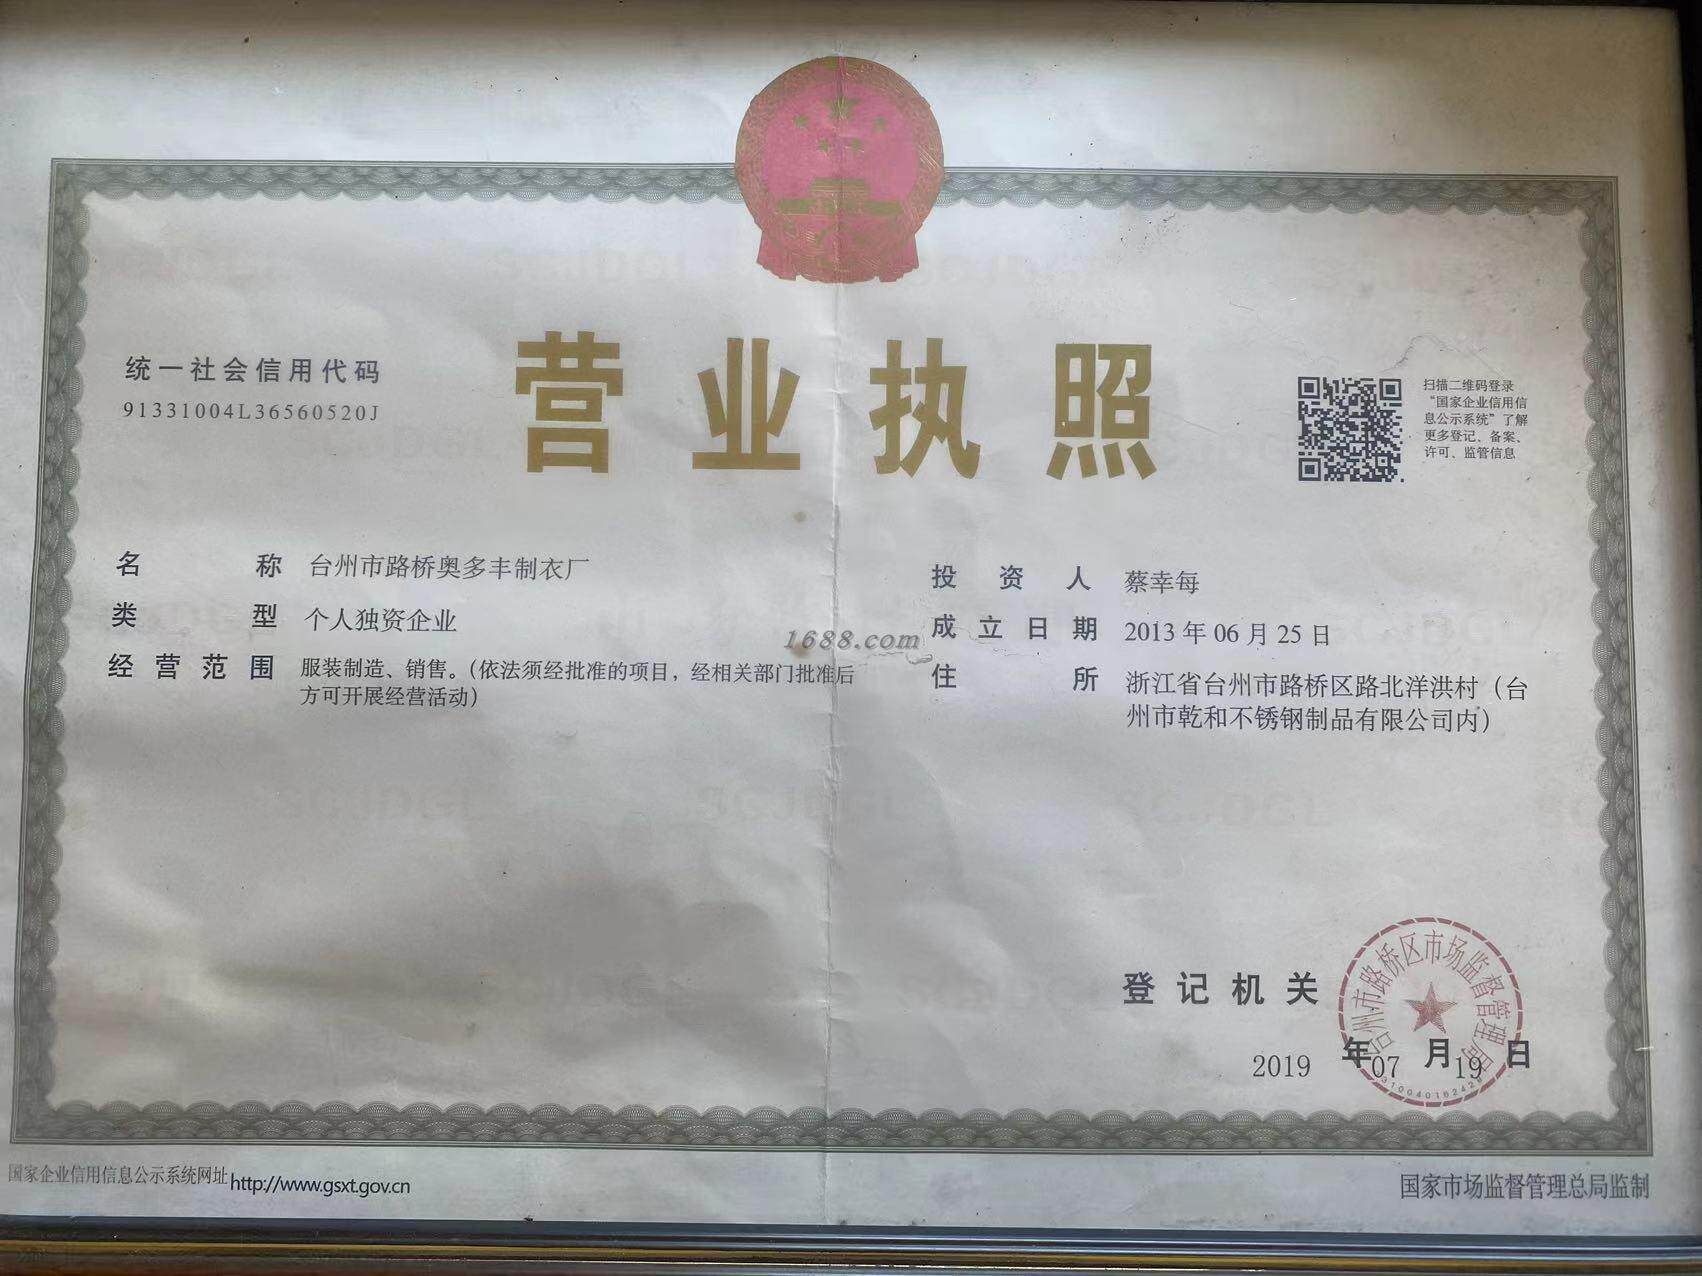 营业执照
统一社会信用代码
91331004L36560520J
扫描二维码登录
“国家企业信用信
息公示系统”了解
更多登记、备案、
许可、监管信息
名 称 台州市路桥奥多丰制衣厂
类 型 个人独资企业
经营范围 服装制造、销售。(依法须经批准的项目，经相关部门批准后
方可开展经营活动)
投资人 蔡幸每
成立日期 2013年06月25日
住 所 浙江省台州市路桥区路北洋洪村（台
州市乾和不锈钢制品有限公司内）
1688.com
登记机关
台州市路桥区市场监督管理局
2019年07月19日
国家企业信用信息公示系统网址http://www.gsxt.gov.cn
国家市场监督管理总局监制